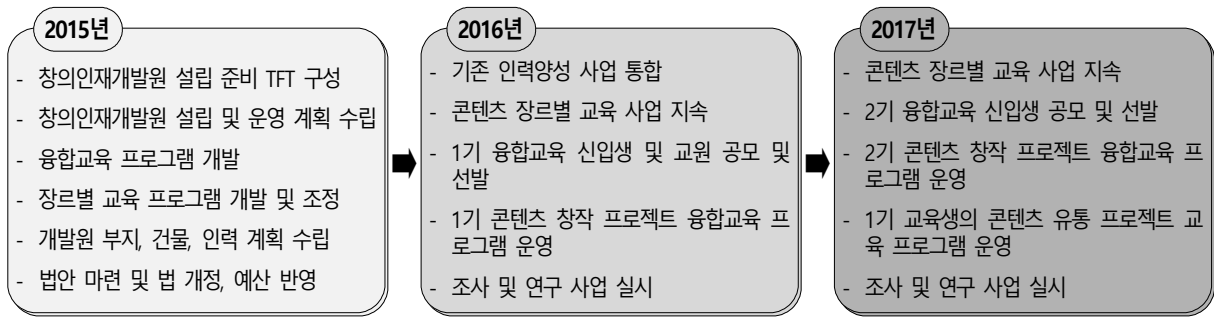 2015년
- 창의인재개발원 설립 준비 TFT 구성
- 창의인재개발원 설립 및 운영 계획 수립
- 융합교육 프로그램 개발
- 장르별 교육 프로그램 개발 및 조정
- 개발원 부지, 건물, 인력 계획 수립
- 법안 마련 및 법 개정, 예산 반영
2016년
- 기존 인력양성 사업 통합
- 콘텐츠 장르별 교육 사업 지속
- 1기 융합교육 신입생 및 교원 공모 및
선발
- 1기 콘텐츠 창작 프로젝트 융합교육 프
로그램 운영
- 조사 및 연구 사업 실시
2017년
- 콘텐츠 장르별 교육 사업 지속
- 2기 융합교육 신입생 공모 및 선발
- 2기 콘텐츠 창작 프로젝트 융합교육 프
로그램 운영
- 1기 교육생의 콘텐츠 유통 프로젝트 교
육 프로그램 운영
- 조사 및 연구 사업 실시